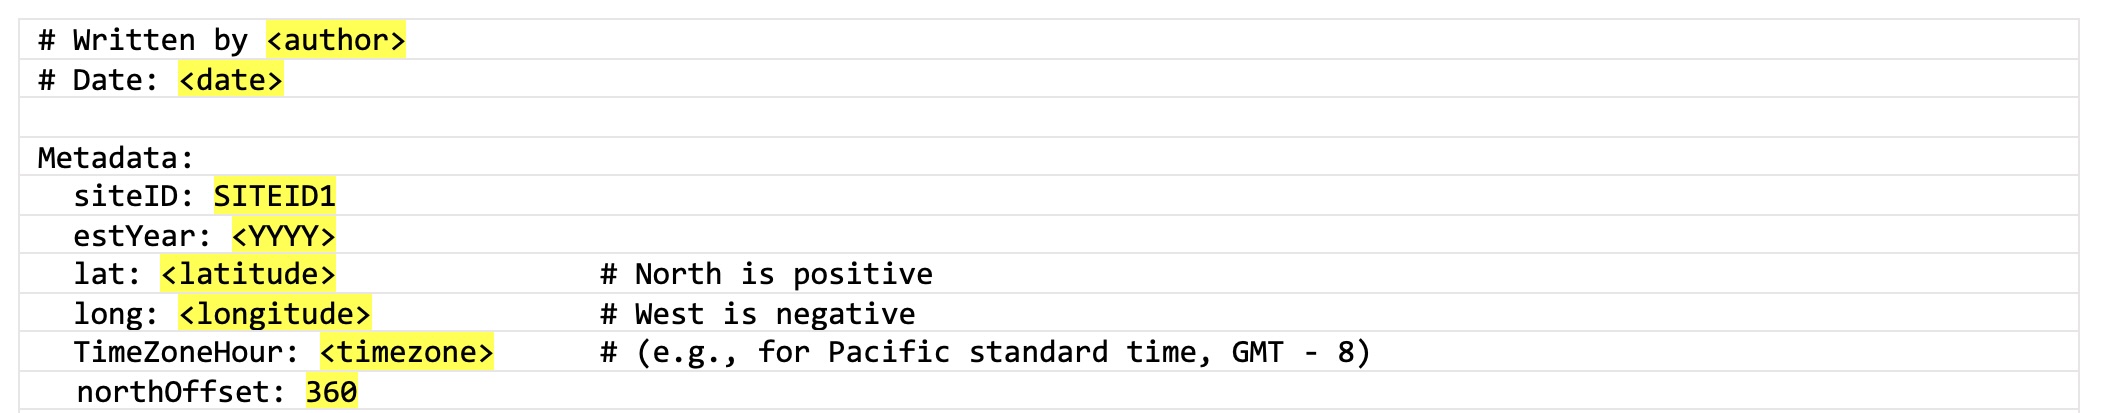 # Written by <author>
# Date: <date>
Metadata:
siteID: SITEID1
estYear: <YYYY>
lat: <latitude> # North is positive
long: <longitude> # West is negative
TimeZoneHour: <timezone> # (e.g., for Pacific standard time, GMT - 8)
northOffset: 360